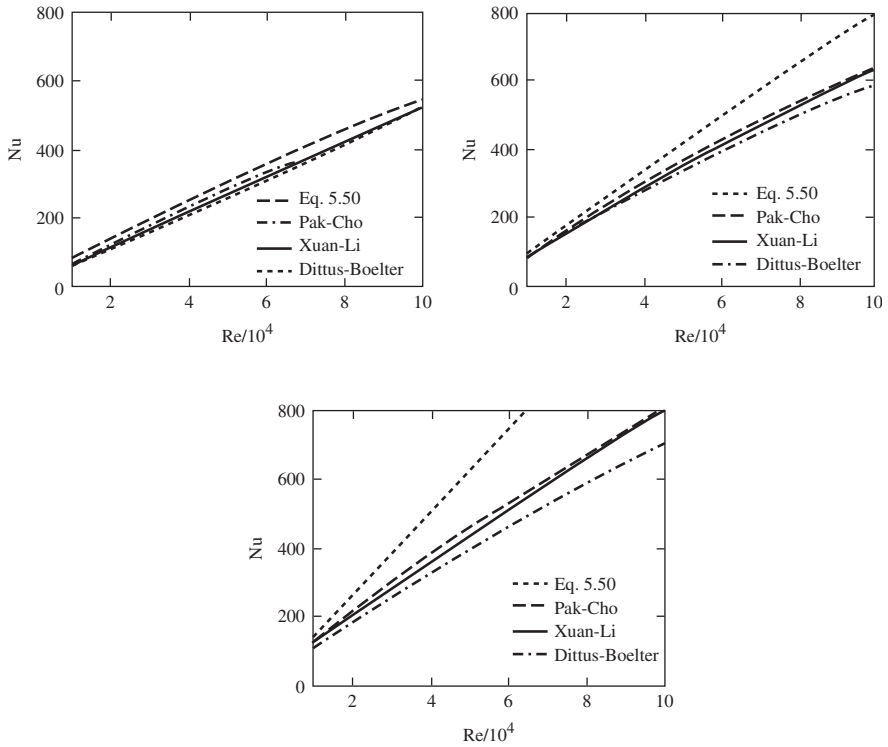 800
600
400
200
0
Nu
Eq. 5.50
Pak-Cho
Xuan-Li
Dittus-Boelter
2 4 6 8 10
Re/10^4
800
600
400
200
0
Nu
Eq. 5.50
Pak-Cho
Xuan-Li
Dittus-Boelter
2 4 6 8 10
Re/10^4
800
600
400
200
0
Nu
Eq. 5.50
Pak-Cho
Xuan-Li
Dittus-Boelter
2 4 6 8 10
Re/10^4